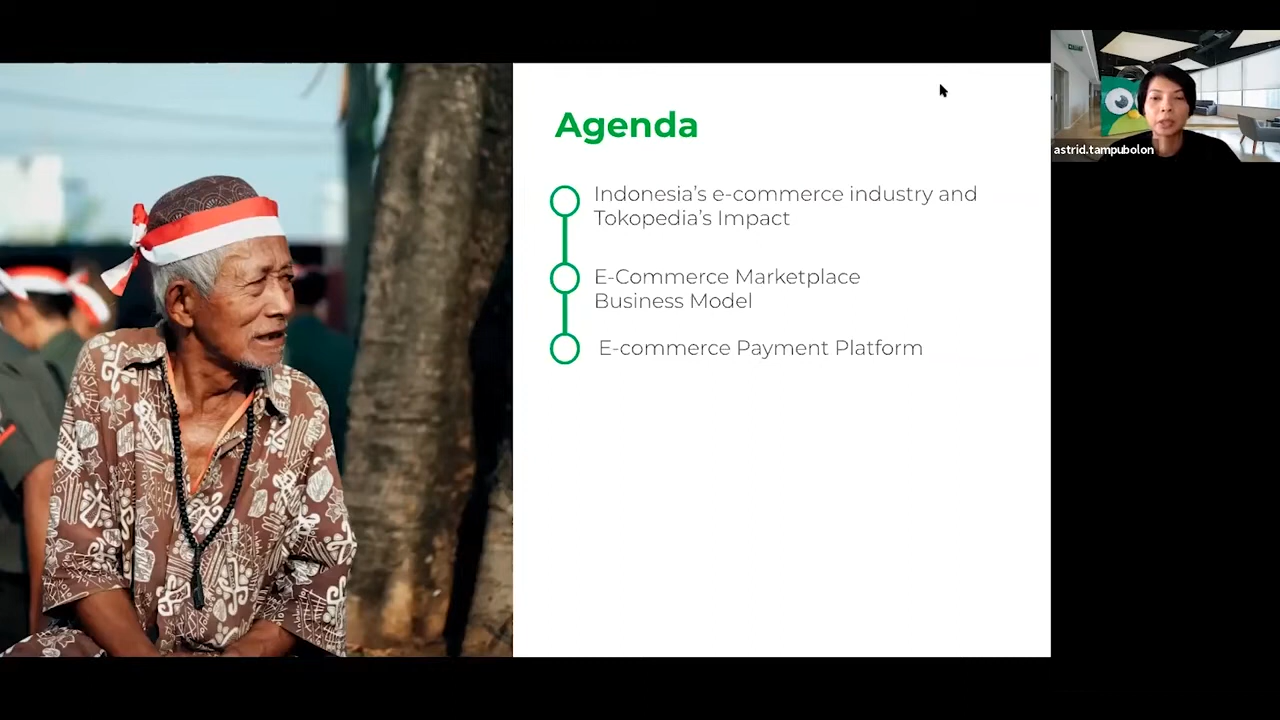 Agenda
Indonesia's e-commerce industry and
Tokopedia's Impact
E-Commerce Marketplace
Business Model
E-commerce Payment Platform
astrid.tampubolon